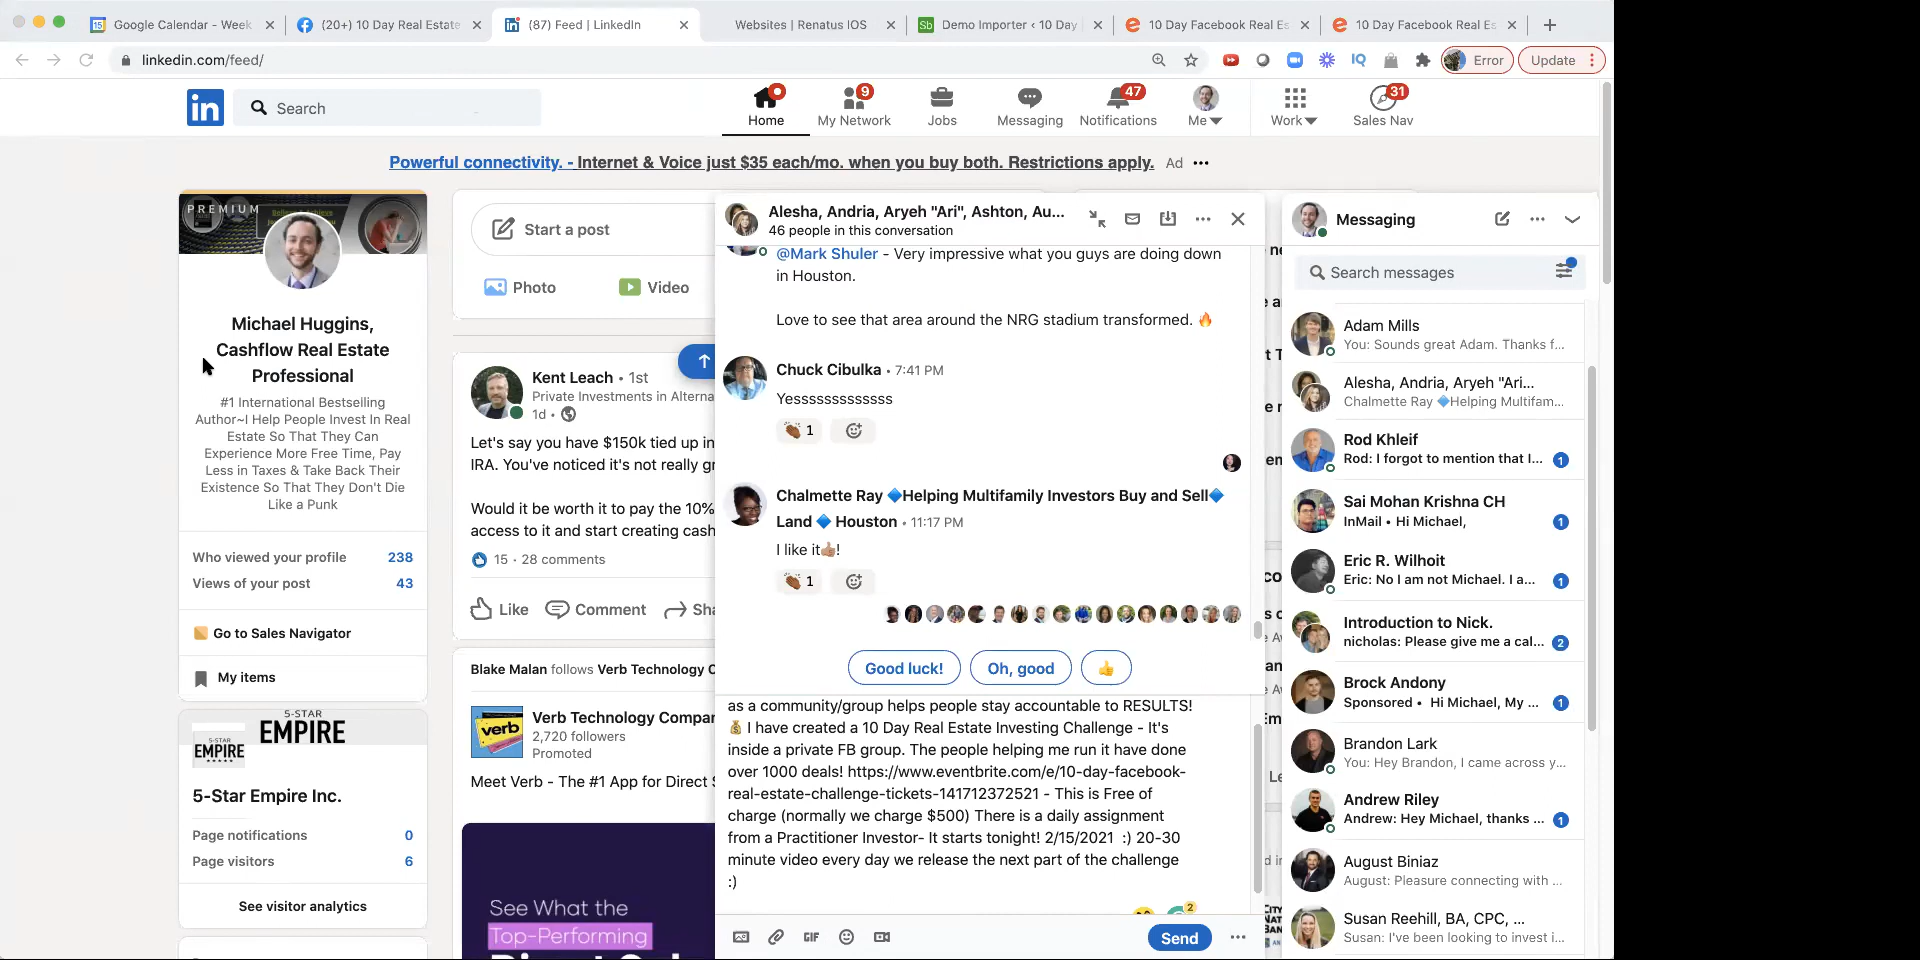 Google Calendar - Week
(20+) 10 Day Real Estate
(87) Feed | LinkedIn
Websites | Renatus IOS
Demo Importer ‹ 10 Day
10 Day Facebook Real Es
10 Day Facebook Real Es
linkedin.com/feed/
IQ
Error
Update
in
Search
Home
9
My Network
Jobs
Messaging
47
Notifications
Me
Work
31
Sales Nav
Powerful connectivity. - Internet & Voice just $35 each/mo. when you buy both. Restrictions apply.
Ad
PREMIUM
Michael Huggins,
Cashflow Real Estate
Professional
#1 International Bestselling
Author~I Help People Invest In Real
Estate So That They Can
Experience More Free Time, Pay
Less in Taxes & Take Back Their
Existence So That They Don't Die
Like a Punk
Who viewed your profile 238
Views of your post 43
Go to Sales Navigator
My items
5-STAR
EMPIRE
5-STAR
EMPIRE
5-Star Empire Inc.
Page notifications 0
Page visitors 6
See visitor analytics
Start a post
Photo
Video
Kent Leach • 1st
Private Investments in Alterna
1d •
Let's say you have $150k tied up in
IRA. You've noticed it's not really gr
Would it be worth it to pay the 10%
access to it and start creating cash
15 · 28 comments
Like
Comment
Sha
Blake Malan follows Verb Technology C
verb
Verb Technology Compar
2,720 followers
Promoted
Meet Verb - The #1 App for Direct S
See What the
Top-Performing
Alesha, Andria, Aryeh "Ari", Ashton, Au...
46 people in this conversation
@Mark Shuler - Very impressive what you guys are doing down
in Houston.
Love to see that area around the NRG stadium transformed. 🔥
Chuck Cibulka • 7:41 PM
Yesssssssssssss
👏🏾 1
Chalmette Ray 🔷Helping Multifamily Investors Buy and Sell🔷
Land 🔷 Houston • 11:17 PM
I like it👍🏽!
👏🏾 1
Good luck!
Oh, good
👍
as a community/group helps people stay accountable to RESULTS!
💰 I have created a 10 Day Real Estate Investing Challenge - It's
inside a private FB group. The people helping me run it have done
over 1000 deals! https://www.eventbrite.com/e/10-day-facebook-
real-estate-challenge-tickets-141712372521 - This is Free of
charge (normally we charge $500) There is a daily assignment
from a Practitioner Investor- It starts tonight! 2/15/2021 :) 20-30
minute video every day we release the next part of the challenge
:)
2
GIF
Send
Messaging
Search messages
Adam Mills
You: Sounds great Adam. Thanks f...
Alesha, Andria, Aryeh "Ari...
Chalmette Ray 🔷Helping Multifam...
Rod Khleif
Rod: I forgot to mention that I... 1
Sai Mohan Krishna CH
InMail • Hi Michael, 1
Eric R. Wilhoit
Eric: No I am not Michael. I a... 1
Introduction to Nick.
nicholas: Please give me a cal... 2
Brock Andony
Sponsored • Hi Michael, My ... 1
Brandon Lark
You: Hey Brandon, I came across y...
Andrew Riley
Andrew: Hey Michael, thanks ... 1
August Biniaz
August: Pleasure connecting with ...
Susan Reehill, BA, CPC, ...
Susan: I've been looking to invest i...